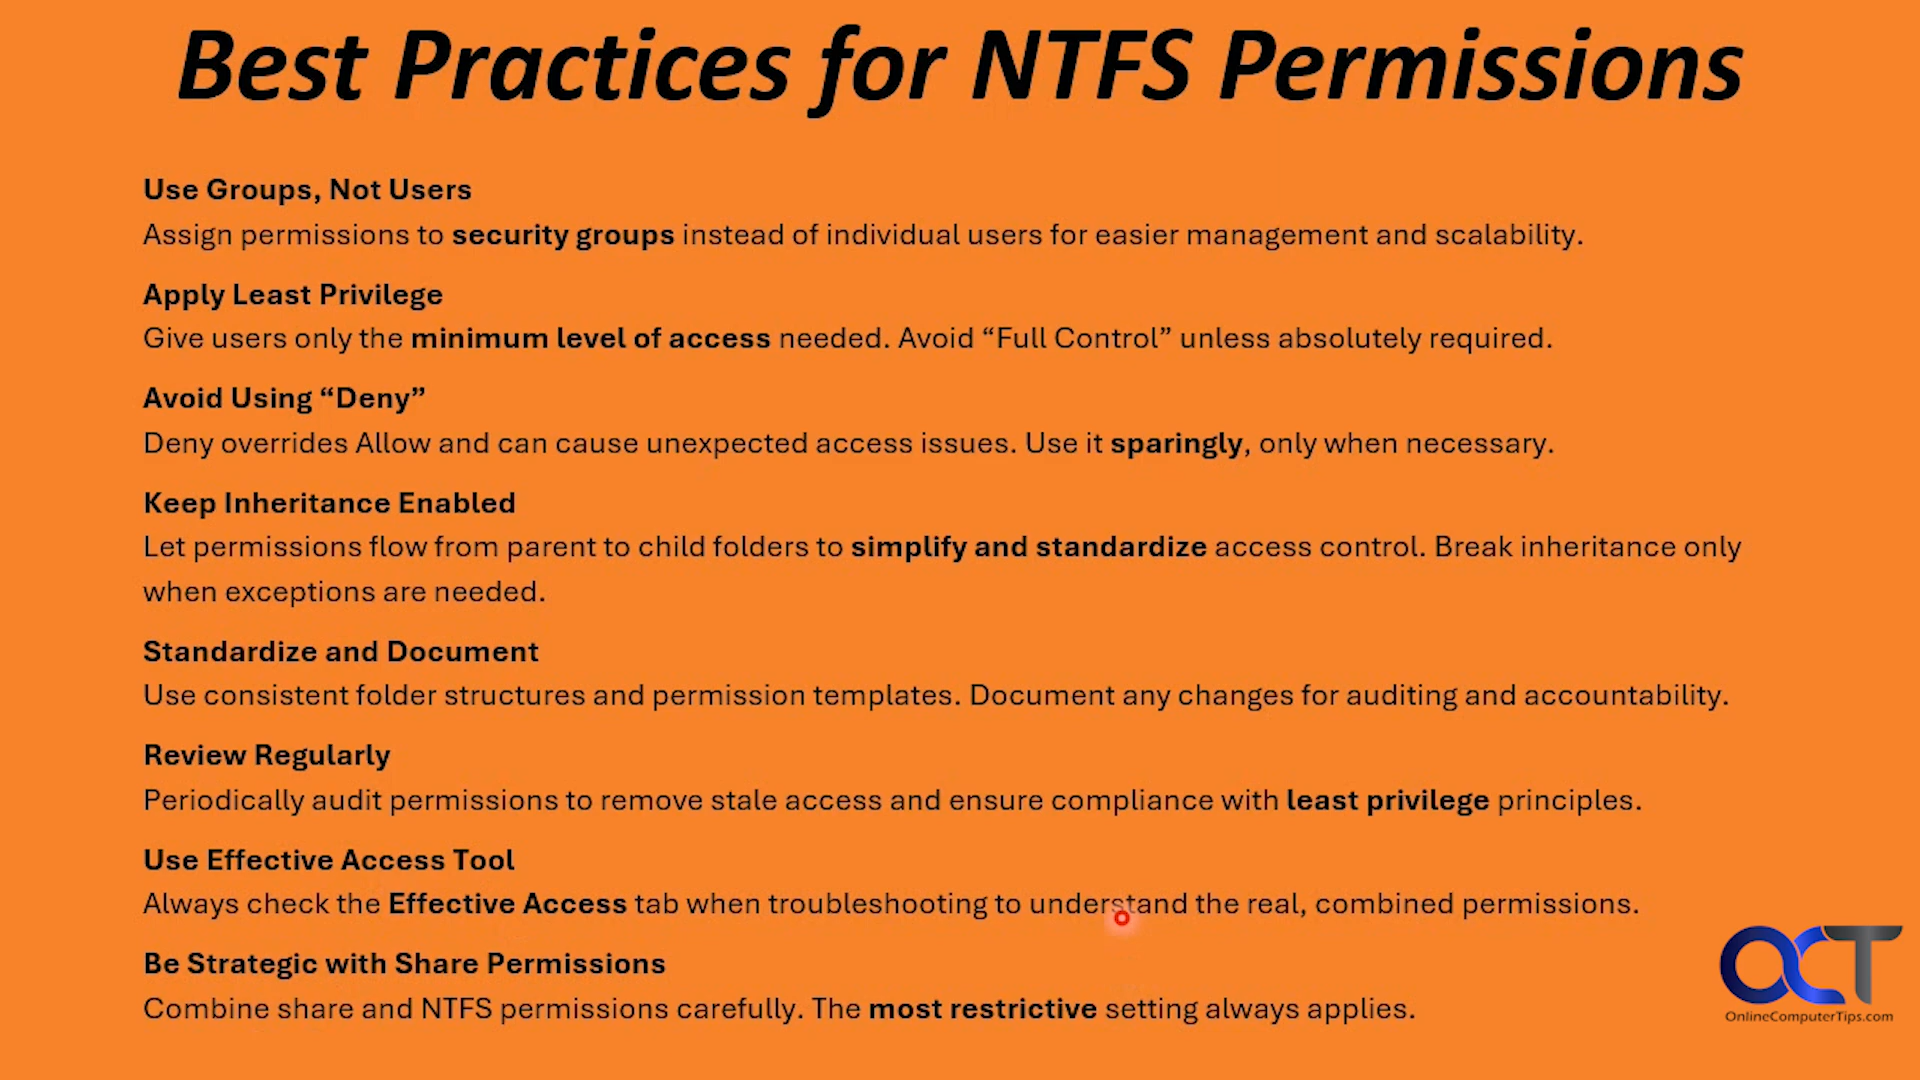 Best Practices for NTFS Permissions
Use Groups, Not Users
Assign permissions to security groups instead of individual users for easier management and scalability.
Apply Least Privilege
Give users only the minimum level of access needed. Avoid “Full Control” unless absolutely required.
Avoid Using “Deny”
Deny overrides Allow and can cause unexpected access issues. Use it sparingly, only when necessary.
Keep Inheritance Enabled
Let permissions flow from parent to child folders to simplify and standardize access control. Break inheritance only
when exceptions are needed.
Standardize and Document
Use consistent folder structures and permission templates. Document any changes for auditing and accountability.
Review Regularly
Periodically audit permissions to remove stale access and ensure compliance with least privilege principles.
Use Effective Access Tool
Always check the Effective Access tab when troubleshooting to understand the real, combined permissions.
Be Strategic with Share Permissions
Combine share and NTFS permissions carefully. The most restrictive setting always applies.
OCT
OnlineComputerTips.com